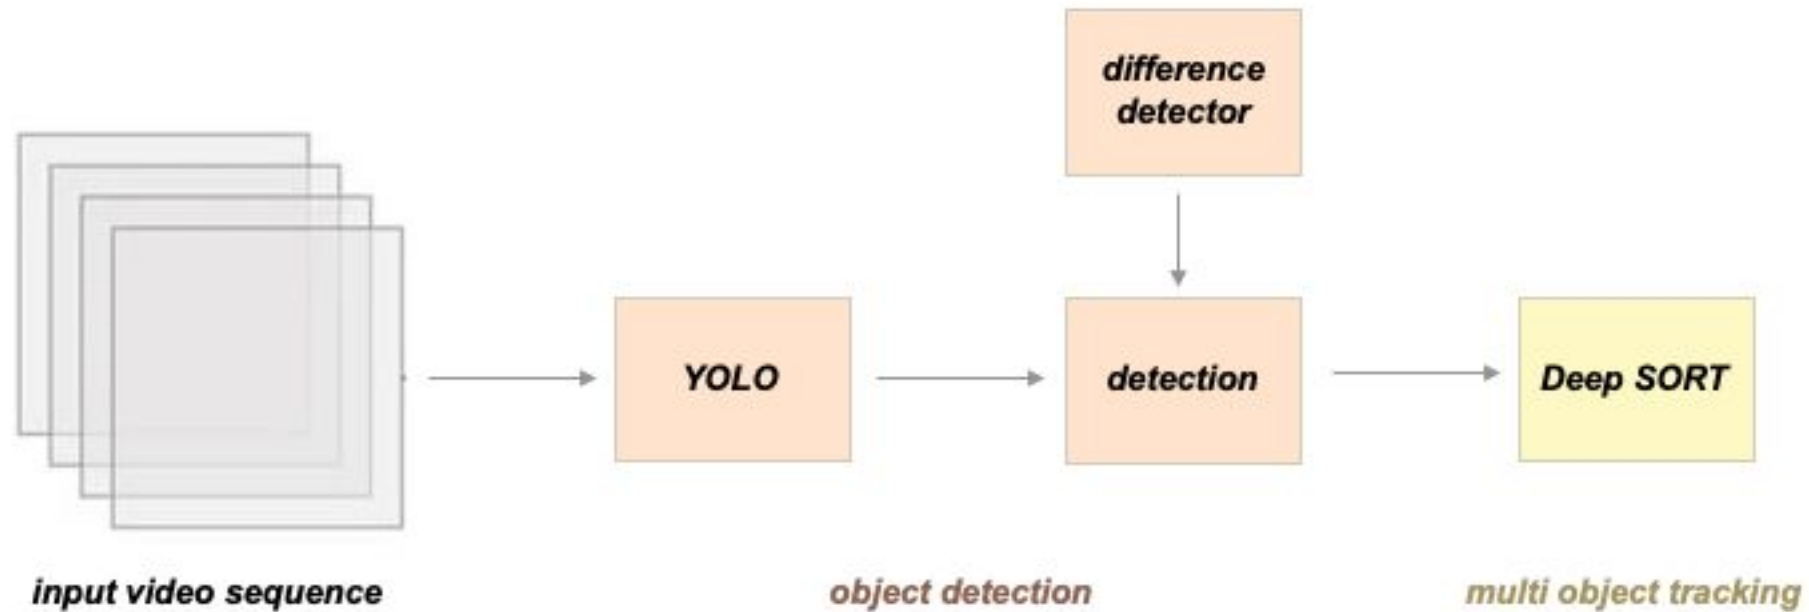 difference
detector
YOLO
detection
Deep SORT
input video sequence
object detection
multi object tracking